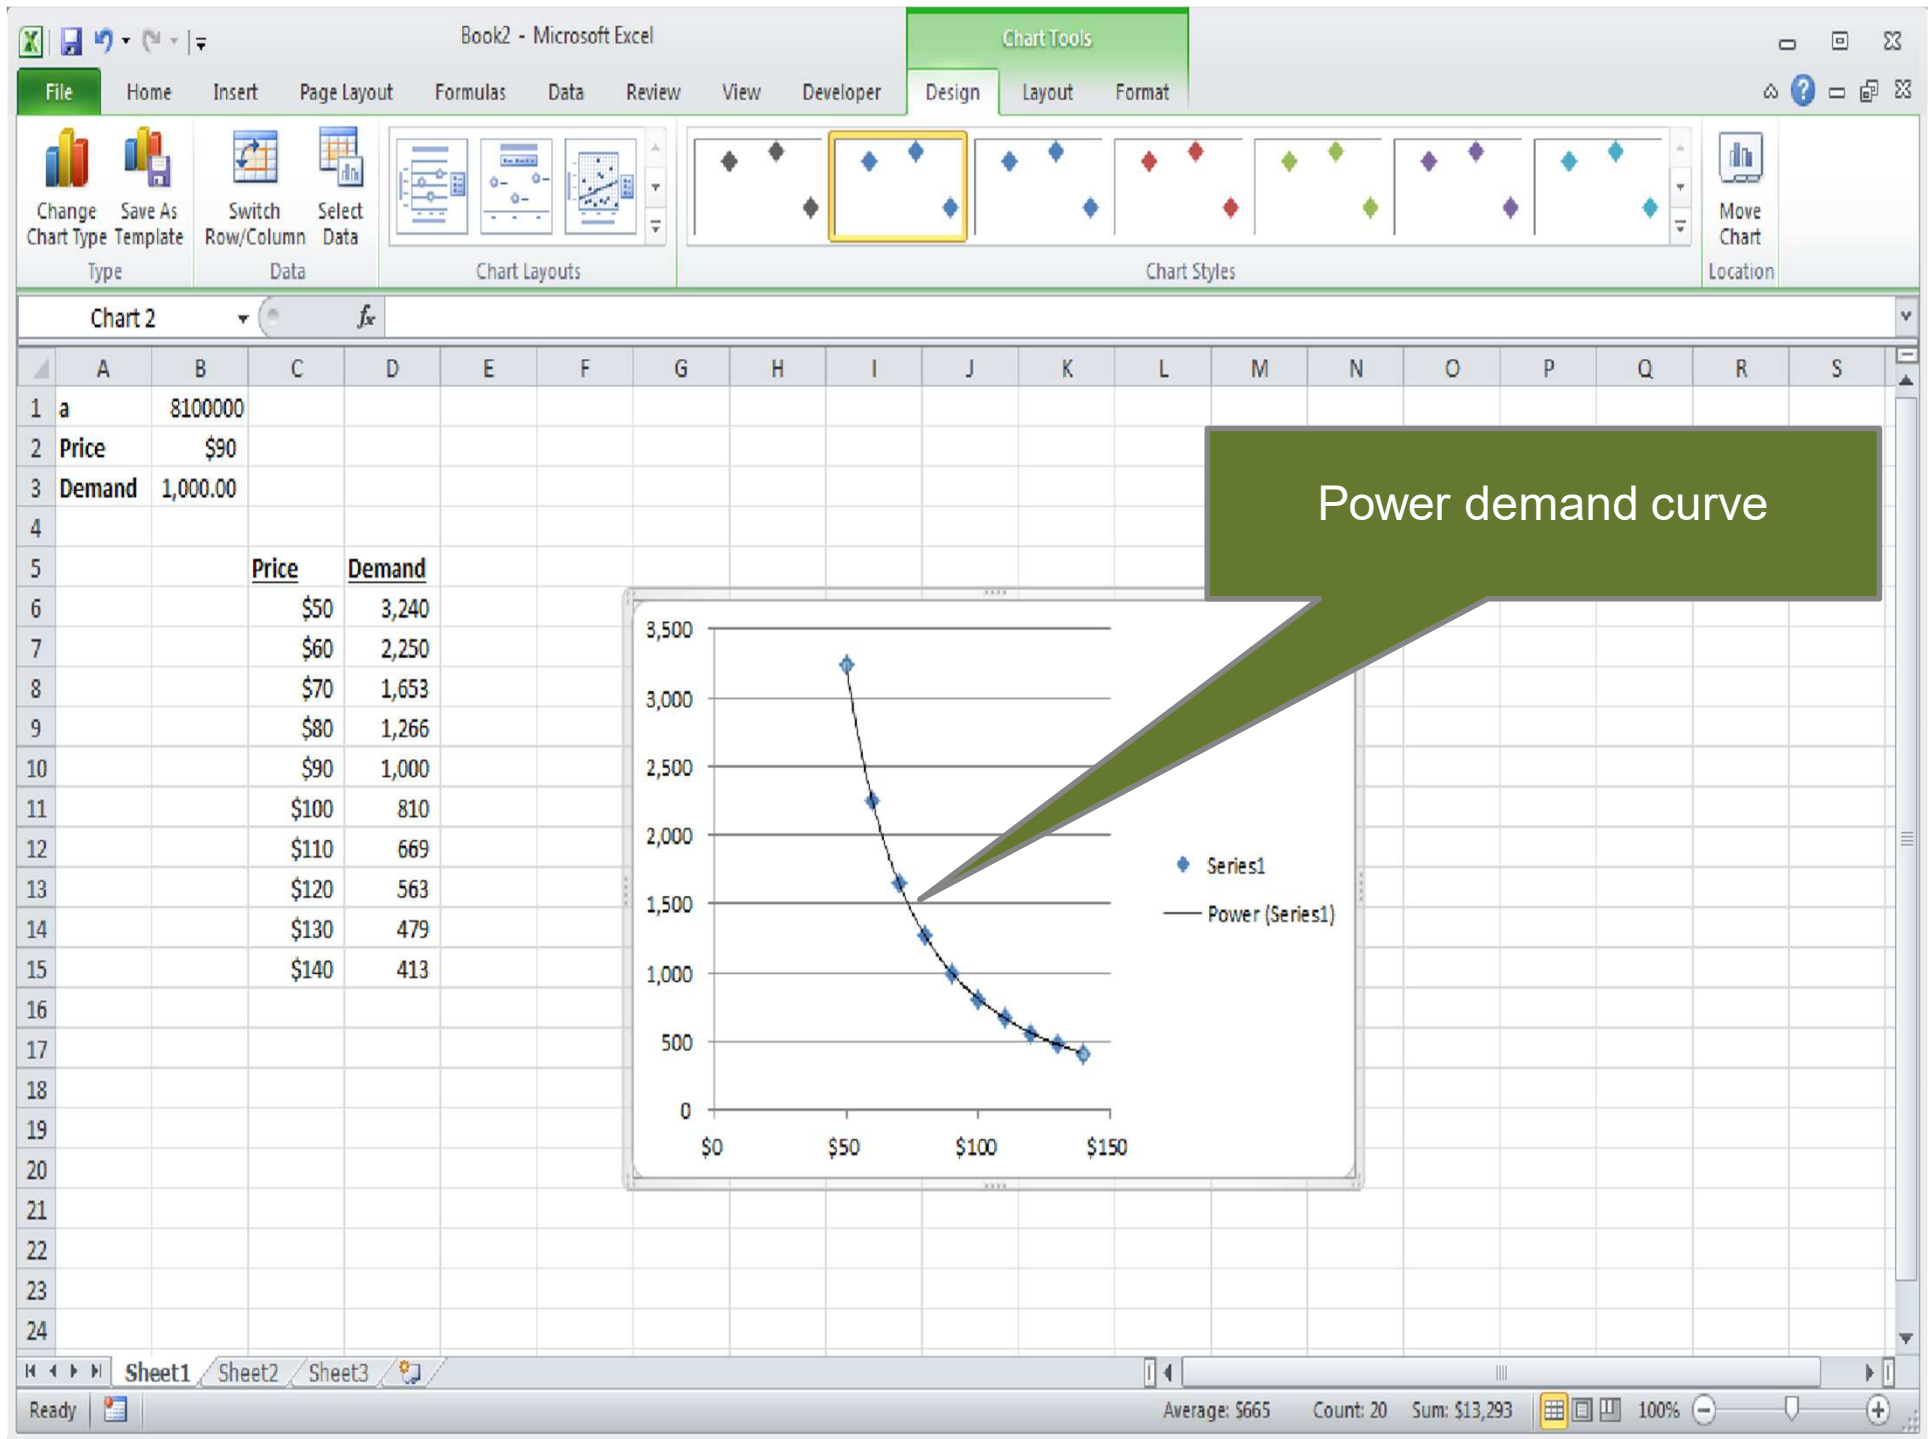 Book2 - Microsoft Excel
Chart Tools
File Home Insert Page Layout Formulas Data Review View Developer Design Layout Format
Change Chart Type
Save As Template
Switch Row/Column
Select Data
Move Chart
Type Data Chart Layouts Chart Styles Location
Chart 2 fx
A B C D E F G H I J K L M N O P Q R S
1 a 8100000
2 Price $90
3 Demand 1,000.00
4
5 Price Demand
6 $50 3,240
7 $60 2,250
8 $70 1,653
9 $80 1,266
10 $90 1,000
11 $100 810
12 $110 669
13 $120 563
14 $130 479
15 $140 413
16
17
18
19
20
21
22
23
24
Power demand curve
3,500
3,000
2,500
2,000
1,500
1,000
500
0
$0 $50 $100 $150
Series1
Power (Series1)
Sheet1 Sheet2 Sheet3
Ready Average: $665 Count: 20 Sum: $13,293 100%